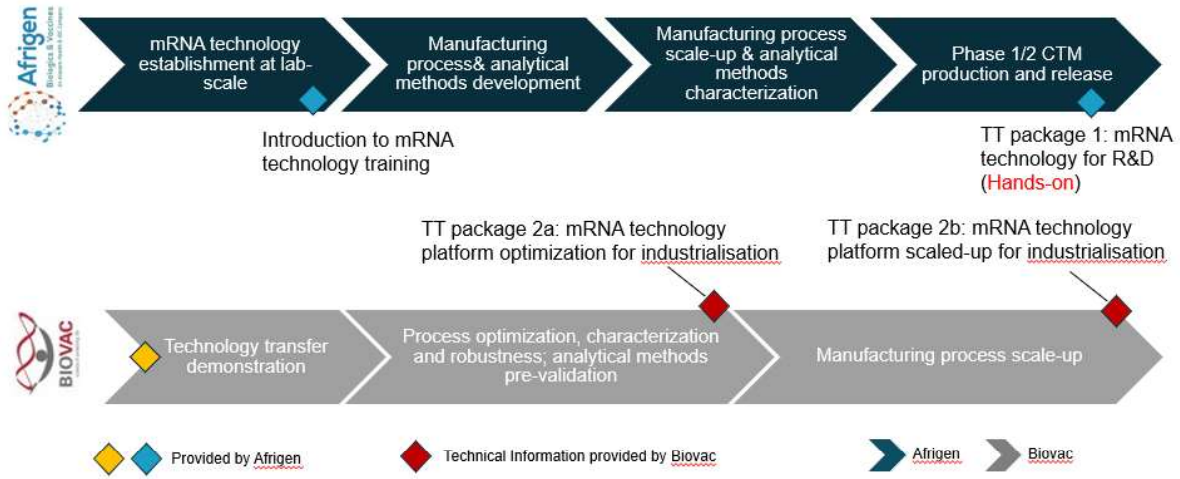 Afrigen
Biologics & Vaccines
mRNA technology
establishment at lab-
scale
Manufacturing
process& analytical
methods development
Manufacturing process
scale-up & analytical
methods
characterization
Phase 1/2 CTM
production and release
Introduction to mRNA
technology training
TT package 1: mRNA
technology for R&D
(Hands-on)
TT package 2a: mRNA technology
platform optimization for industrialisation
TT package 2b: mRNA technology
platform scaled-up for industrialisation
BIOVAC
Technology transfer
demonstration
Process optimization, characterization
and robustness; analytical methods
pre-validation
Manufacturing process scale-up
Provided by Afrigen
Technical Information provided by Biovac
Afrigen
Biovac